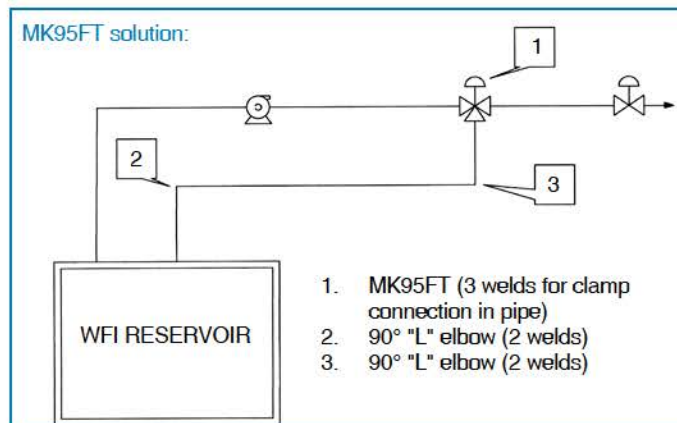 MK95FT solution:
1
2
3
WFI RESERVOIR
1. MK95FT (3 welds for clamp
connection in pipe)
2. 90° "L" elbow (2 welds)
3. 90° "L" elbow (2 welds)